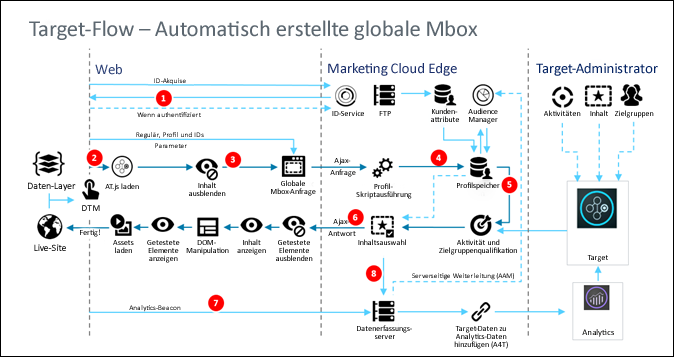 Target-Flow – Automatisch erstellte globale Mbox
Web
Marketing Cloud Edge
Target-Administrator
ID-Akquise
1
Wenn authentifiziert
ID-Service
FTP
Kunden-
attribute
Audience
Manager
Aktivitäten
Inhalt
Zielgruppen
Regulär, Profil und IDs
Parameter
2
3
4
5
Ajax-
Anfrage
Daten-Layer
AT.js laden
Inhalt
ausblenden
Globale
Mbox-Anfrage
Profil-
Skriptausführung
Profilspeicher
DTM
6
Ajax-
Antwort
Live-Site
Fertig!
Assets
laden
Getestete
Elemente
anzeigen
DOM-
Manipulation
Inhalt
anzeigen
Getestete
Elemente
ausblenden
Inhaltsauswahl
Aktivität und
Zielgruppenqualifikation
Target
8
Serverseitige Weiterleitung (AAM)
7
Analytics-Beacon
Datenerfassungs-
server
Target-Daten zu
Analytics-Daten
hinzufügen (A4T)
Analytics